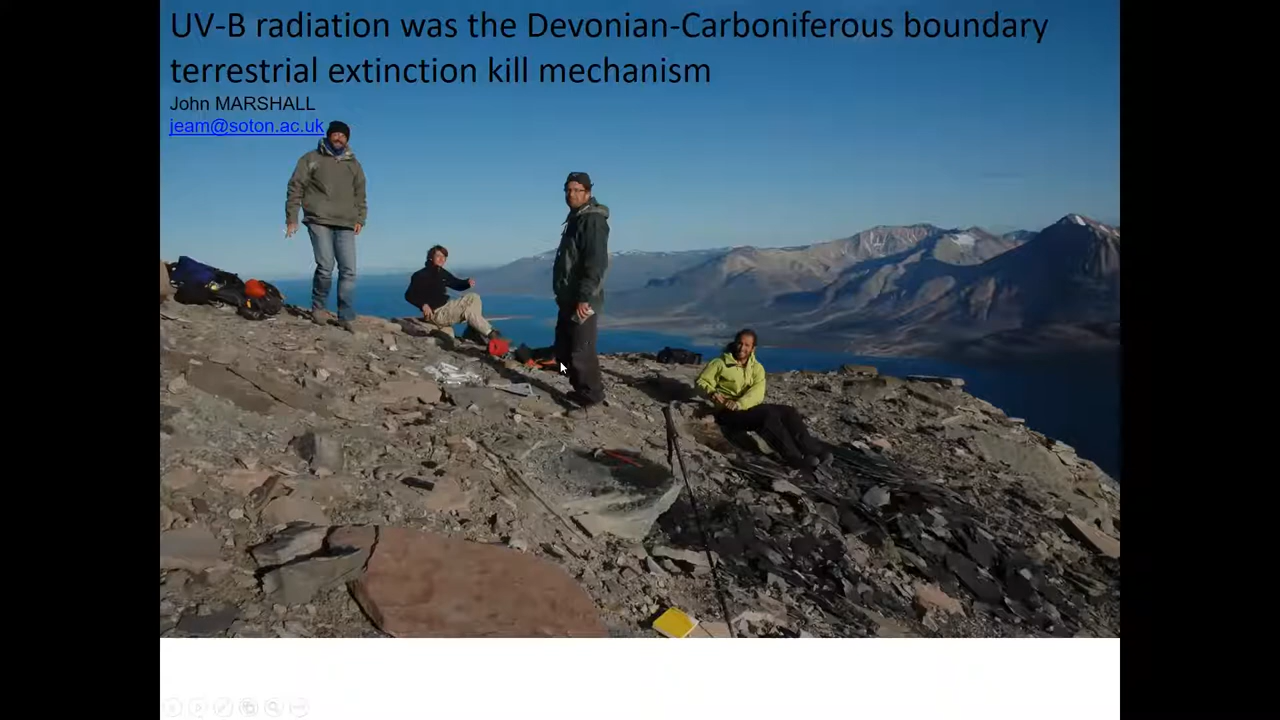 UV-B radiation was the Devonian-Carboniferous boundary
terrestrial extinction kill mechanism
John MARSHALL
jeam@soton.ac.uk